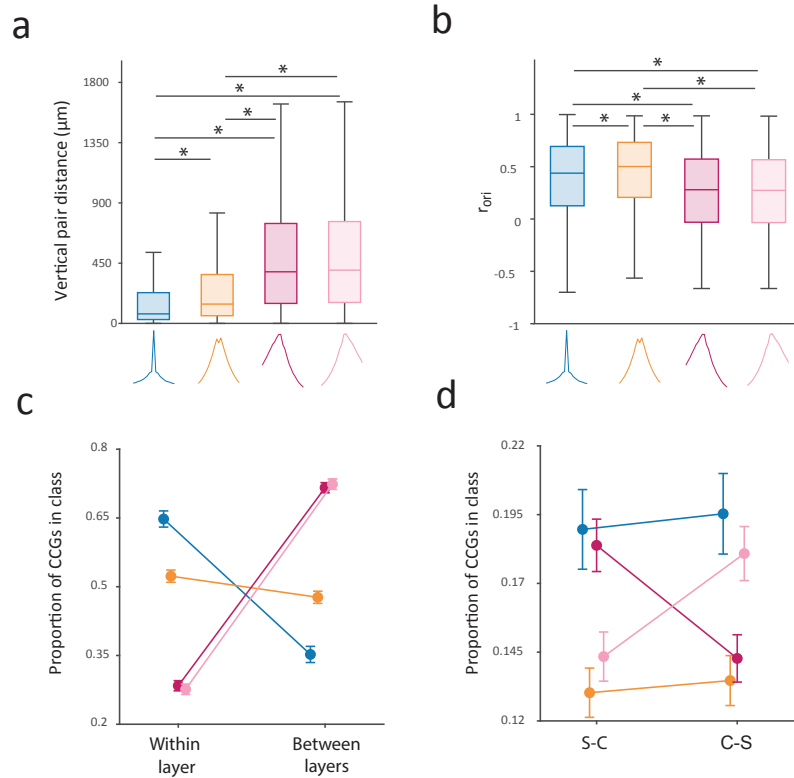 a
Vertical pair distance (μm)
1800
1350
900
450
0
*
*
*
*
*
b
r_ori
1
0.5
0
-0.5
-1
*
*
*
*
*
*
c
Proportion of CCGs in class
0.8
0.65
0.5
0.35
0.2
Within
layer
Between
layers
d
Proportion of CCGs in class
0.22
0.195
0.17
0.145
0.12
S-C
C-S